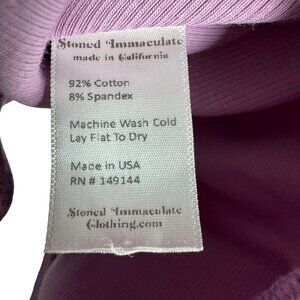 Stoned Immaculate
made in California
92% Cotton
8% Spandex
Machine Wash Cold
Lay Flat To Dry
Made in USA
RN # 149144
Stoned Immaculate
Clothing.com